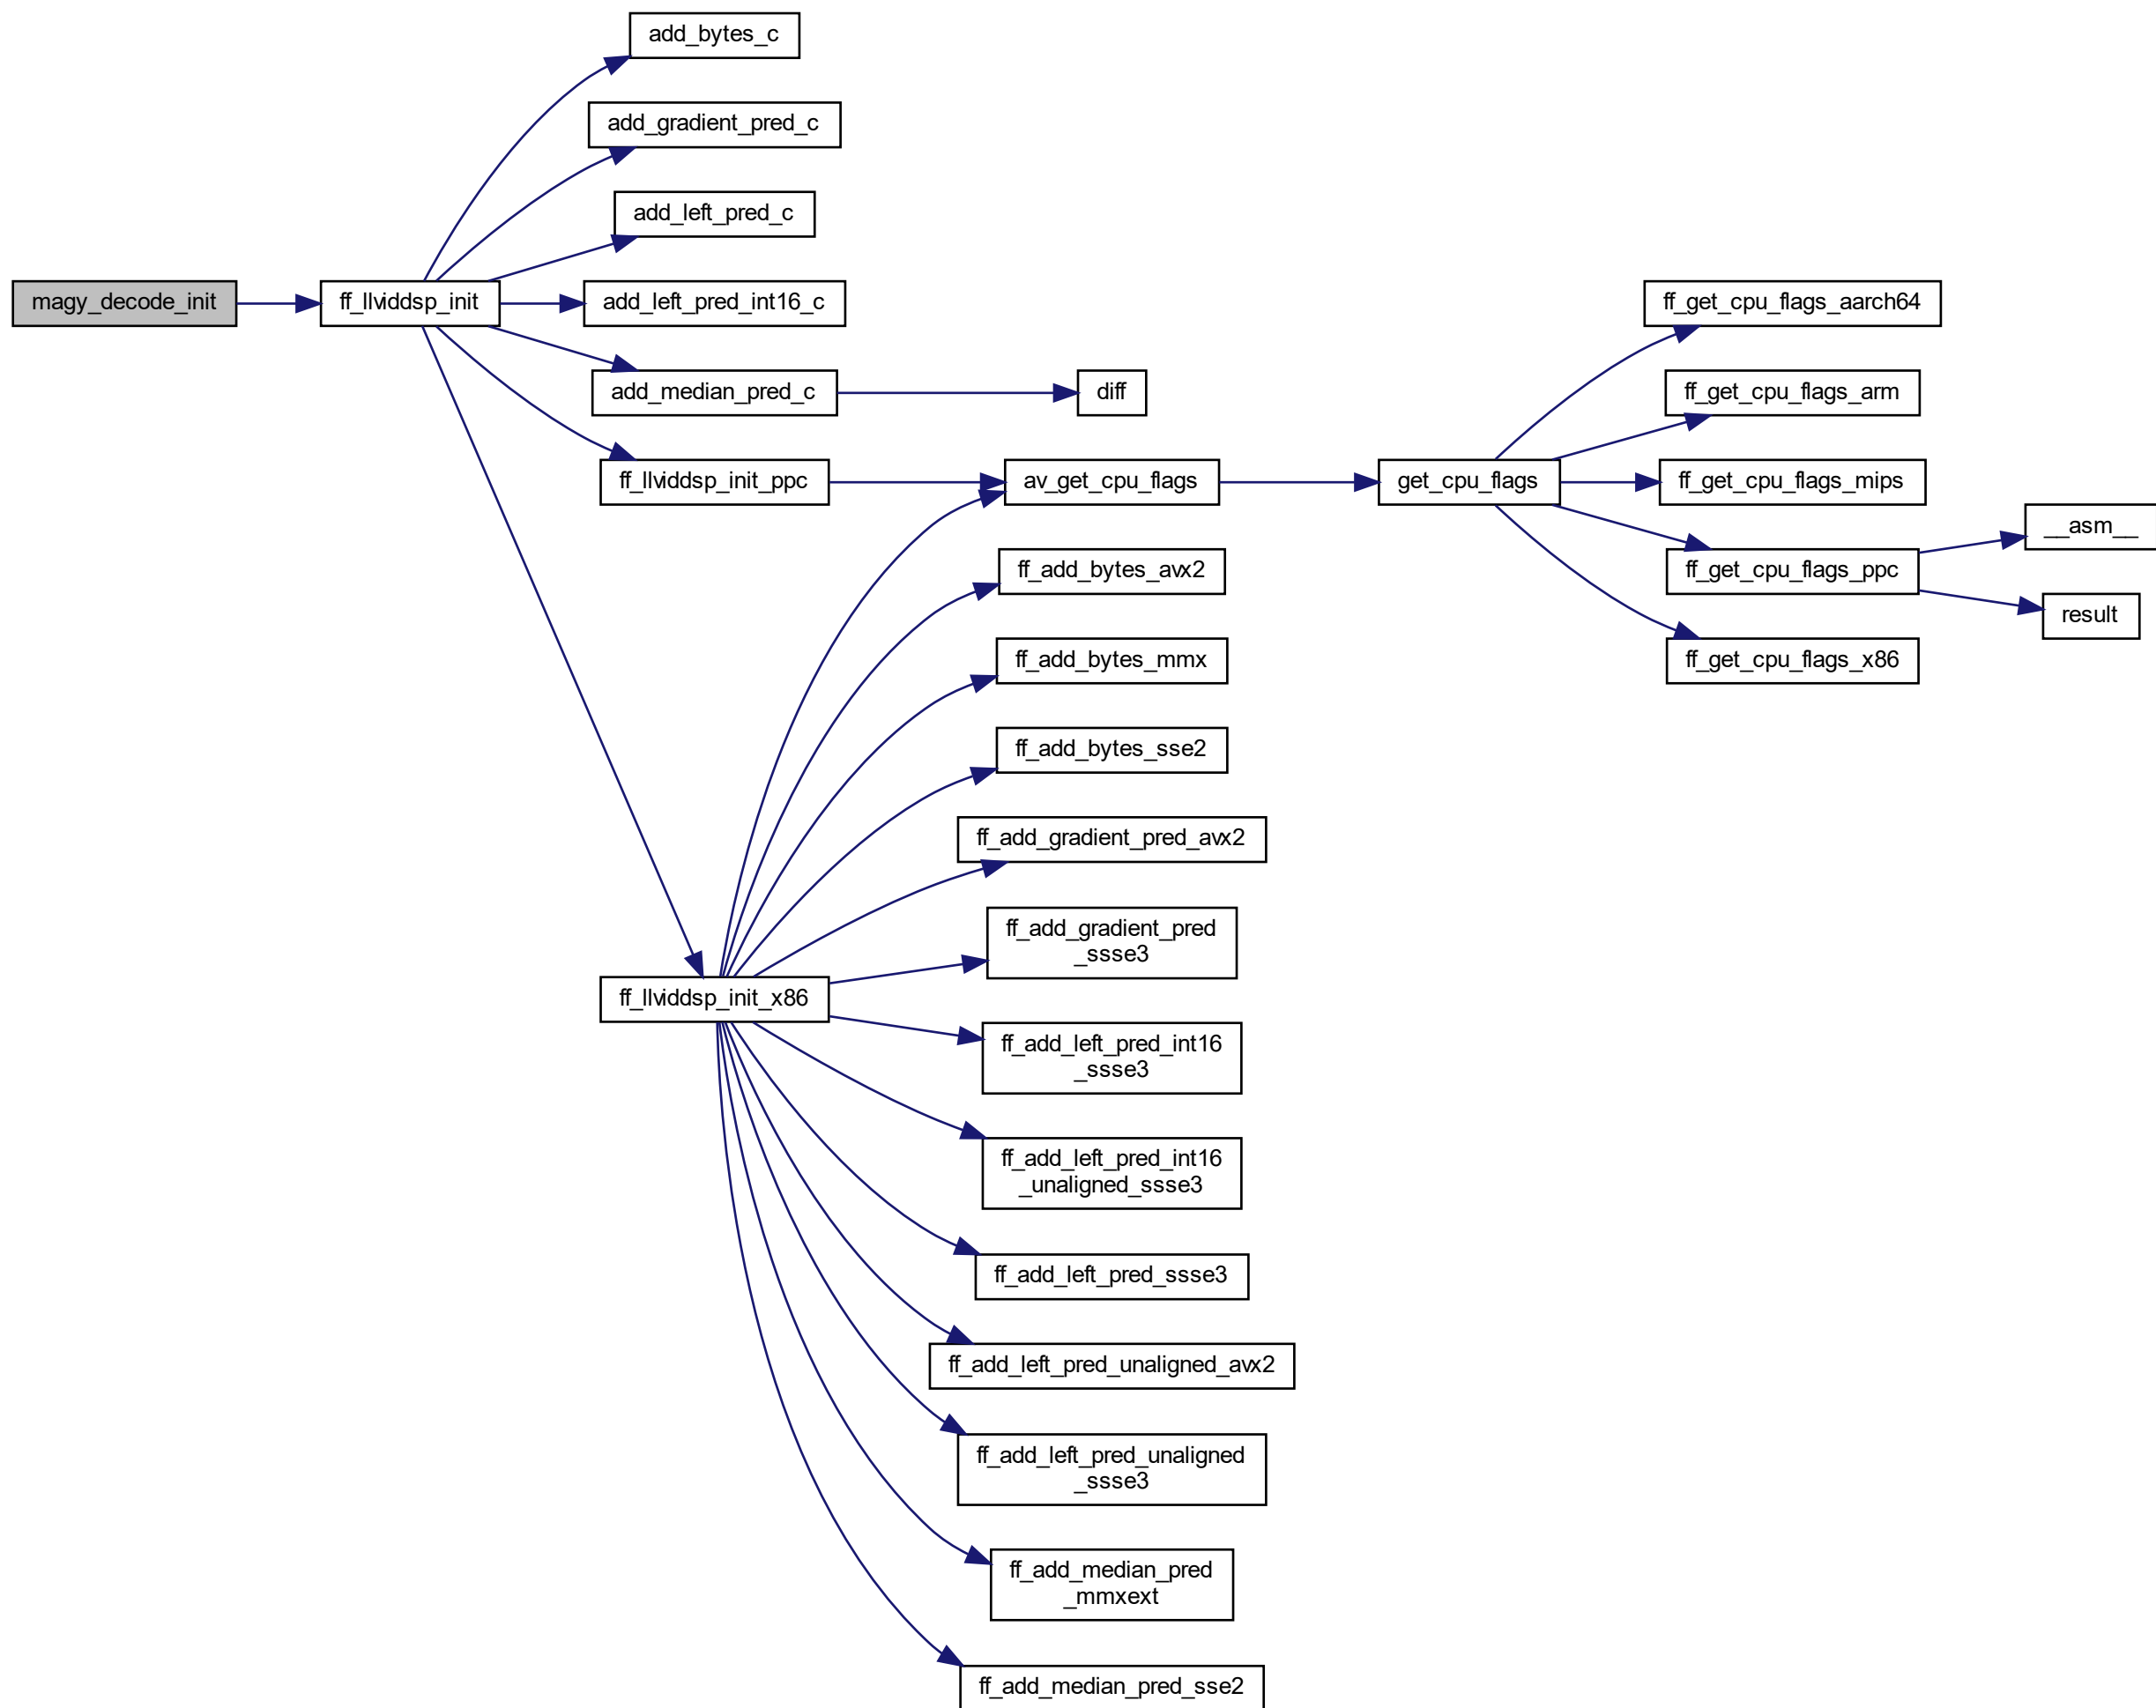 add_bytes_c
add_gradient_pred_c
add_left_pred_c
magy_decode_init
ff_llviddsp_init
add_left_pred_int16_c
ff_get_cpu_flags_aarch64
add_median_pred_c
diff
ff_get_cpu_flags_arm
ff_llviddsp_init_ppc
av_get_cpu_flags
get_cpu_flags
ff_get_cpu_flags_mips
__asm__
ff_add_bytes_avx2
ff_get_cpu_flags_ppc
result
ff_add_bytes_mmx
ff_get_cpu_flags_x86
ff_add_bytes_sse2
ff_add_gradient_pred_avx2
ff_add_gradient_pred
_ssse3
ff_llviddsp_init_x86
ff_add_left_pred_int16
_ssse3
ff_add_left_pred_int16
_unaligned_ssse3
ff_add_left_pred_ssse3
ff_add_left_pred_unaligned_avx2
ff_add_left_pred_unaligned
_ssse3
ff_add_median_pred
_mmxext
ff_add_median_pred_sse2